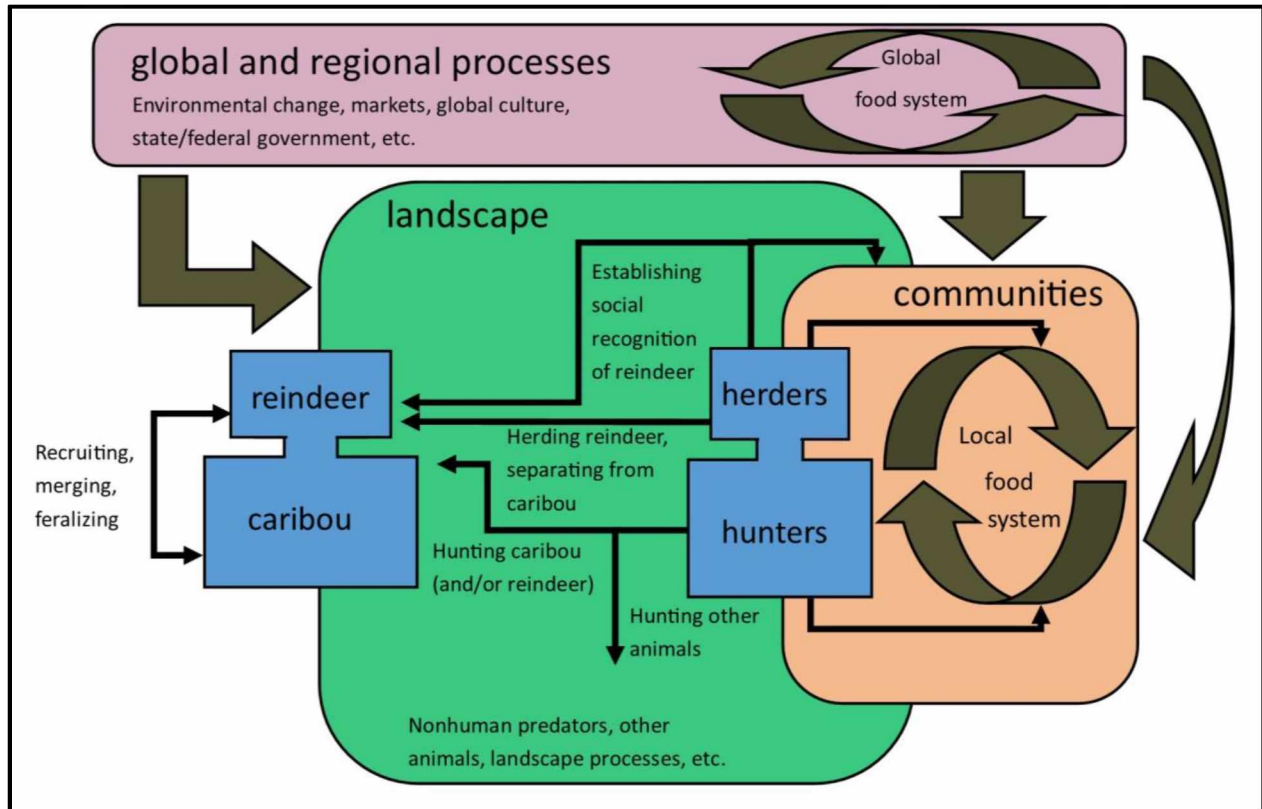 global and regional processes
Environmental change, markets, global culture,
state/federal government, etc.
Global
food system
landscape
Establishing
social
recognition
of reindeer
communities
reindeer
herders
Recruiting,
merging,
feralizing
Herding reindeer,
separating from
caribou
Local
food
system
caribou
hunters
Hunting caribou
(and/or reindeer)
Hunting other
animals
Nonhuman predators, other
animals, landscape processes, etc.